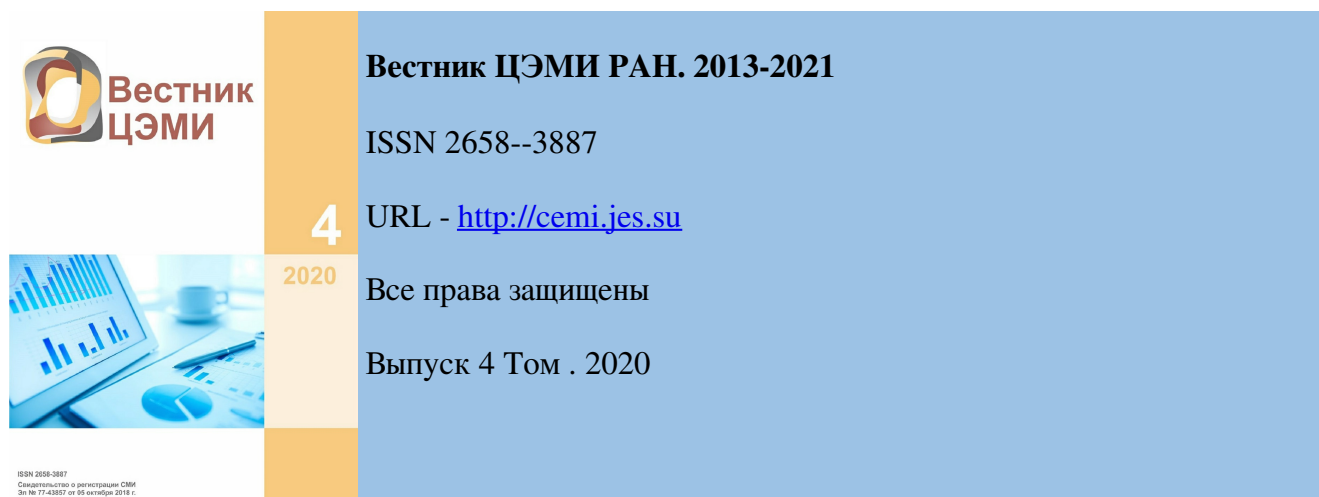 Вестник
ЦЭМИ
4
2020
ISSN 2658-3887
Свидетельство о регистрации СМИ
Эл № 77-43857 от 05 октября 2018 г.
Вестник ЦЭМИ РАН. 2013-2021
ISSN 2658--3887
URL - http://cemi.jes.su
Все права защищены
Выпуск 4 Том . 2020